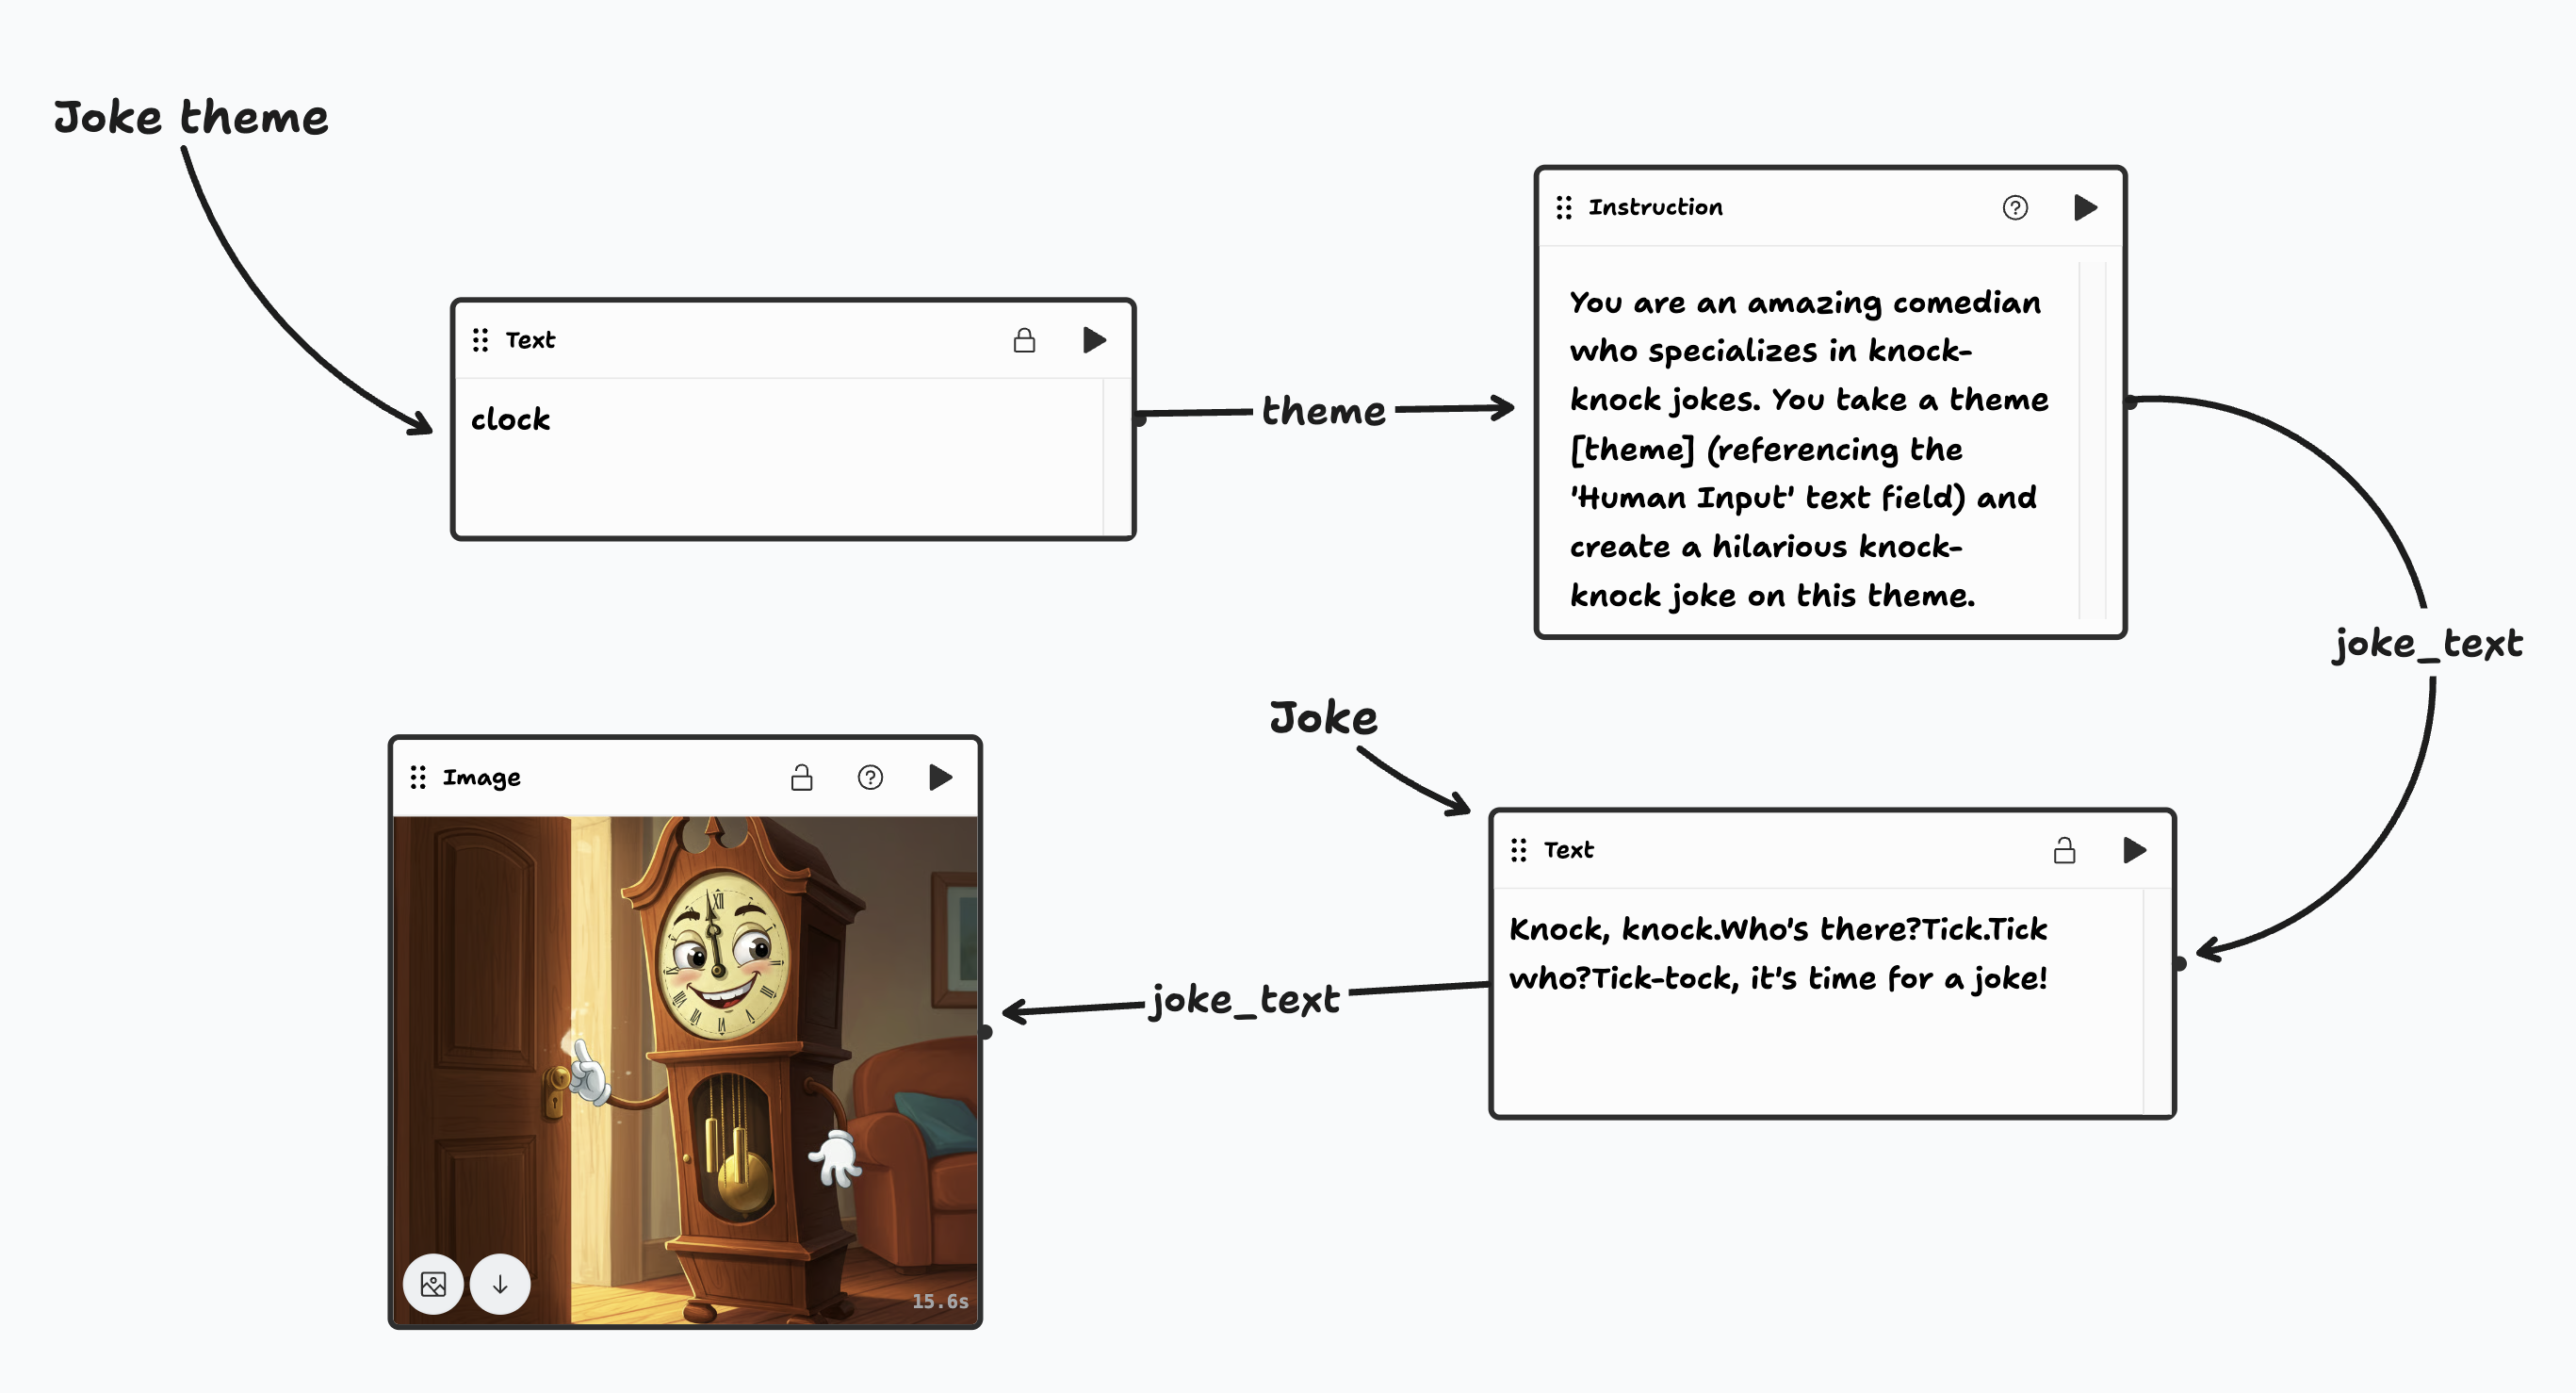 Joke theme
Instruction
You are an amazing comedian
who specializes in knock-
knock jokes. You take a theme
[theme] (referencing the
'Human Input' text field) and
create a hilarious knock-
knock joke on this theme.
Text
clock
theme
joke_text
Joke
Image
XII
15.6s
Text
Knock, knock.Who's there?Tick.Tick
who?Tick-tock, it's time for a joke!
joke_text